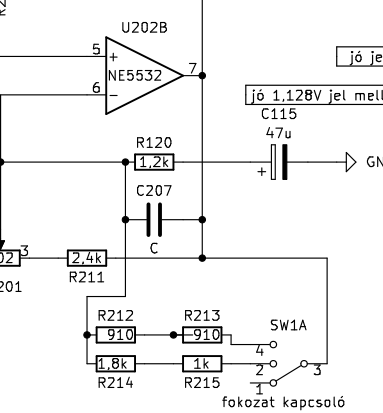 U202B
5
+
NE5532
7
6
−
jó je
jó 1,128V jel mell
C115
47u
+
GN
R120
1,2k
C207
C
3
02
201
2,4k
R211
R212
910
R213
910
SW1A
4
1,8k
R214
1k
R215
2
3
1
fokozat kapcsoló